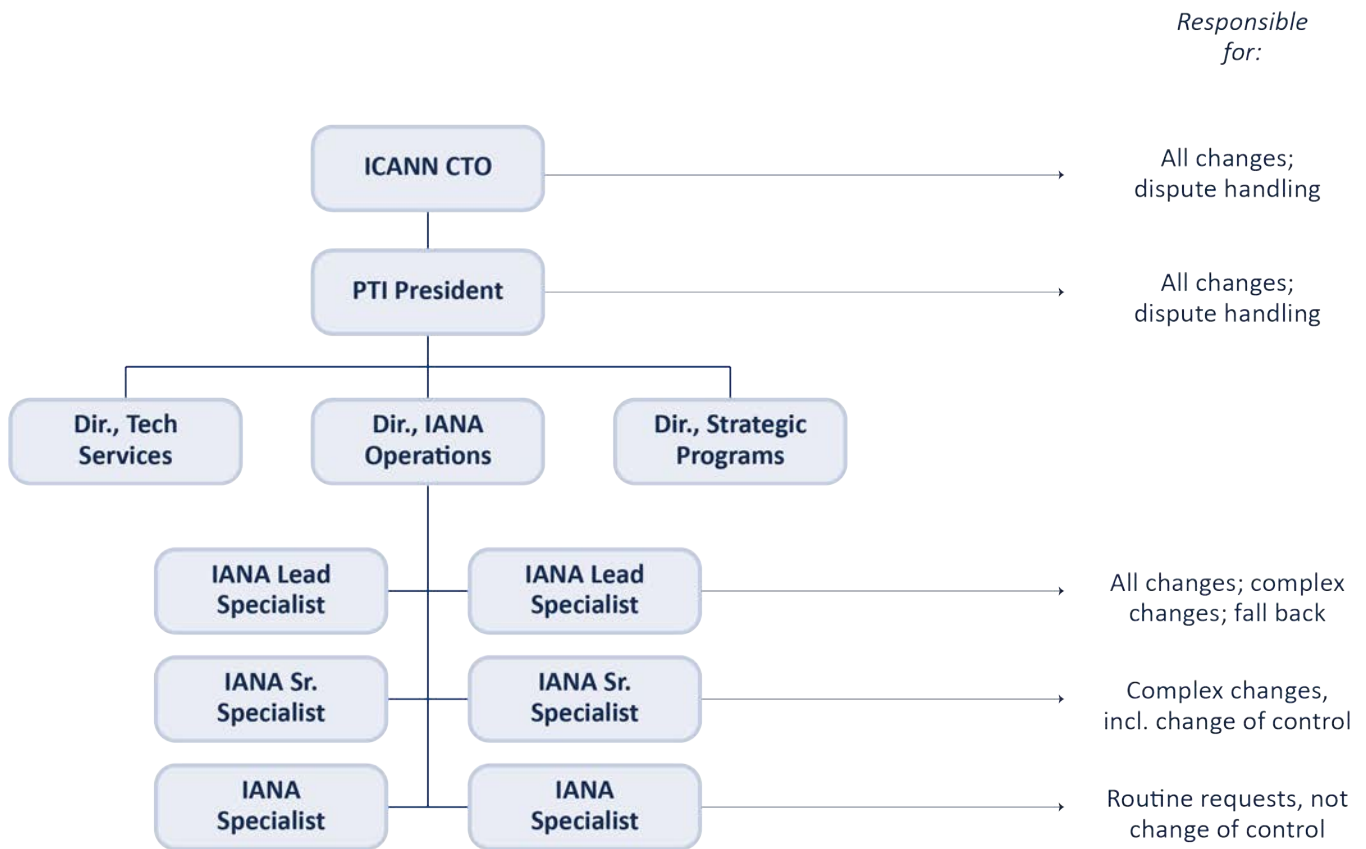 Responsible
for:
ICANN CTO
All changes;
dispute handling
PTI President
All changes;
dispute handling
Dir., Tech
Services
Dir., IANA
Operations
Dir., Strategic
Programs
IANA Lead
Specialist
IANA Lead
Specialist
All changes; complex
changes; fall back
IANA Sr.
Specialist
IANA Sr.
Specialist
Complex changes,
incl. change of control
IANA
Specialist
IANA
Specialist
Routine requests, not
change of control